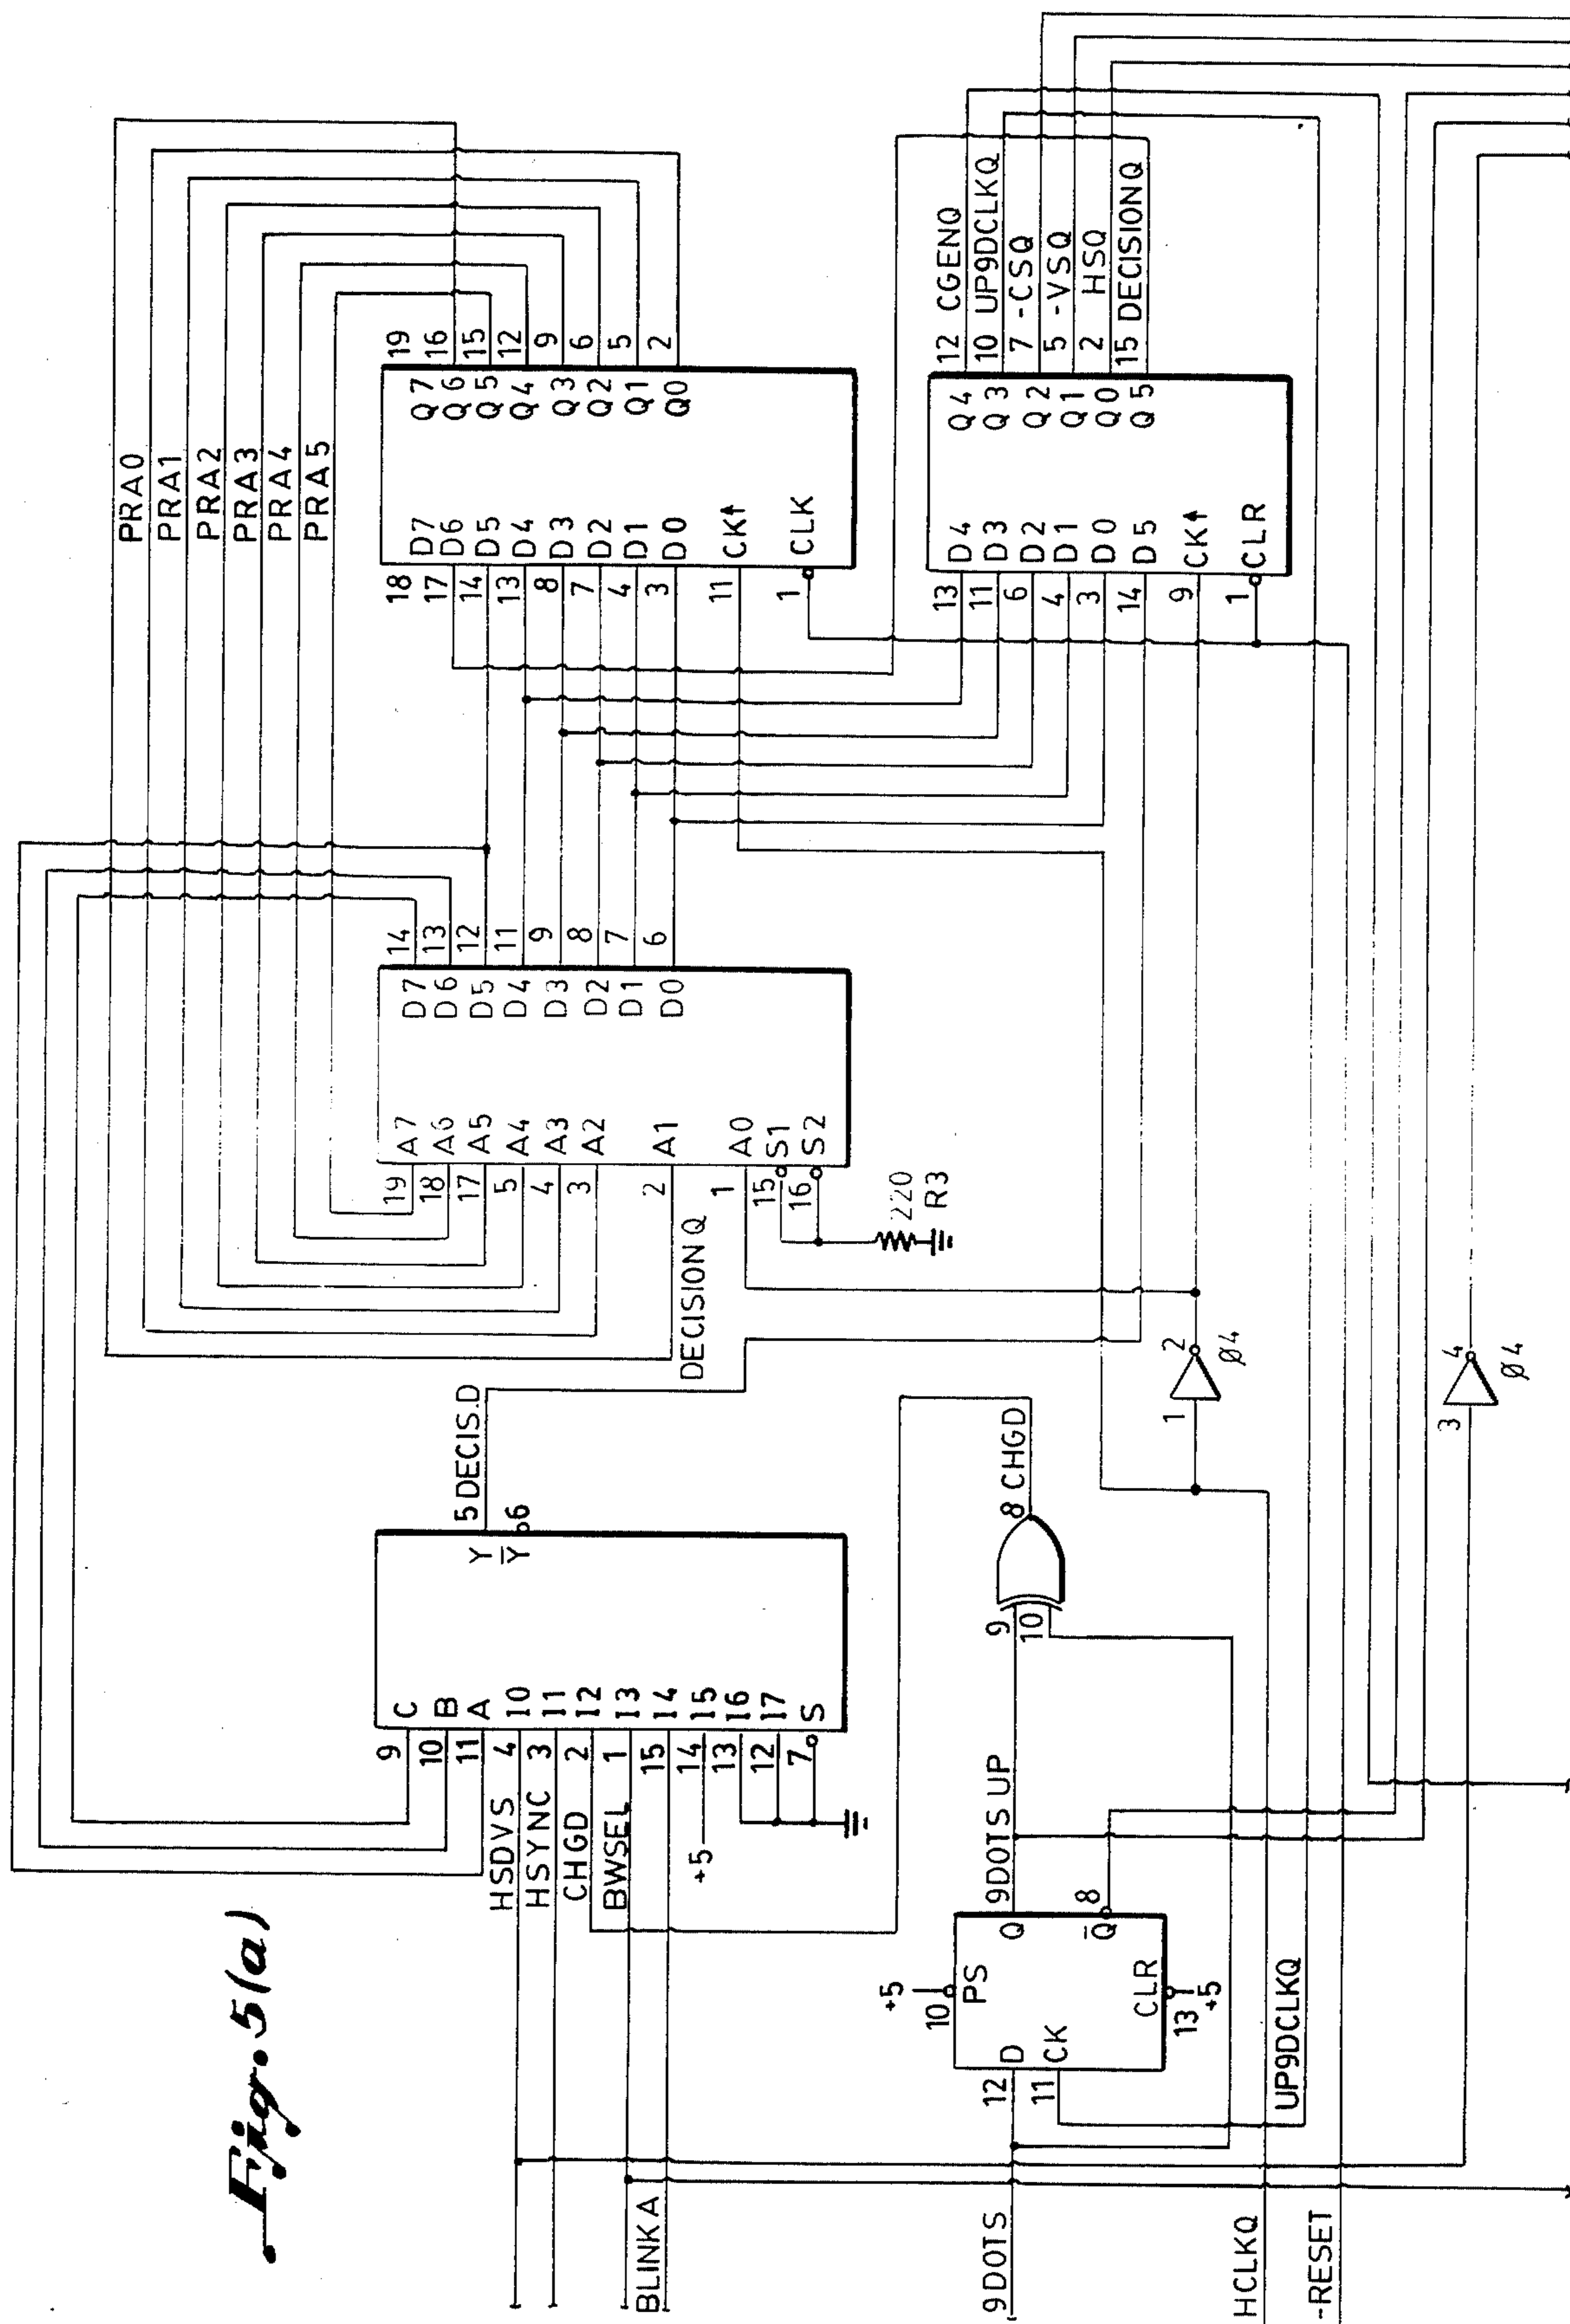 PRA0
PRA1
PRA2
PRA3
PRA4
PRA5
D7 18
D6 17
D5 14
D4 13
D3 8
D2 7
D1 4
D0 3
CK↑ 11
CLK 1
Q7 19
Q6 16
Q5 15
Q4 12
Q3 9
Q2 6
Q1 5
Q0 2
13 D4
11 D3
6 D2
4 D1
3 D0
14 D5
9 CK↑
1 CLR
Q4 12 CGENQ
Q3 10 UP9DCLKQ
Q2 7 -CSQ
Q1 5 -VSQ
Q0 2 HSQ
Q5 15 DECISIONQ
19 A7
18 A6
17 A5
5 A4
4 A3
3 A2
2 A1
1 A0
15 S1
16 S2
D7 14
D6 13
D5 12
D4 11
D3 9
D2 8
D1 7
D0 6
DECISION Q
220
R3
9 C
10 B
11 A
HSDVS 4 I0
HSYNC 3 I1
CHGD 2 I2
BWSEL 1 I3
15 I4
+5 14 I5
13 I6
12 I7
7 S
Y 5 DECIS.D
Y̅ 6
BLINK A
9
10
8 CHGD
1 2
Ø4
3 4
Ø4
9DOTS
12 D
11 CK
+5
10 PS
Q 9DOTS UP
Q̅ 8
CLR
13 +5
HCLKQ
UP9DCLKQ
-RESET
Fig. 5(a)